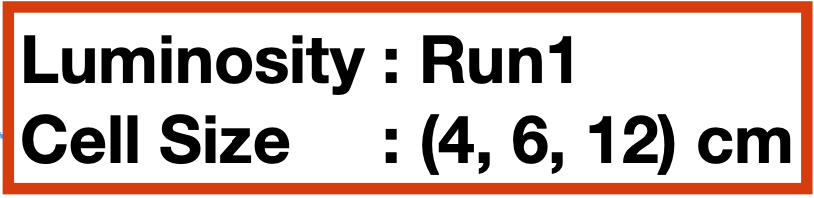 Luminosity : Run1
Cell Size : (4, 6, 12) cm